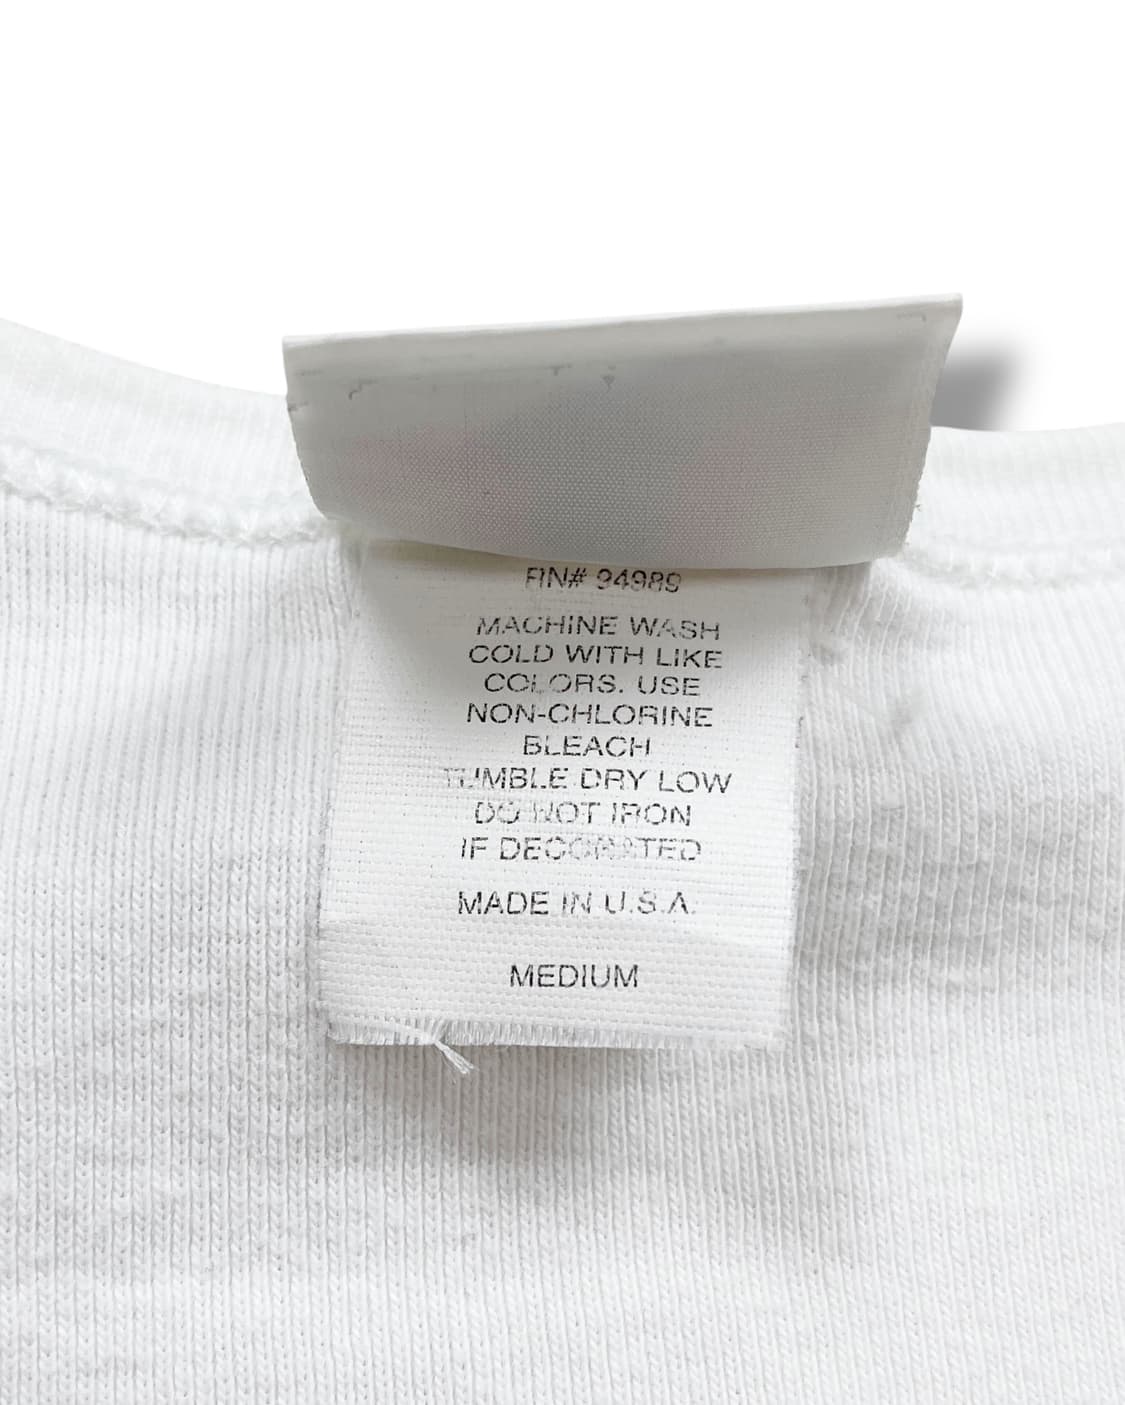 RN# 94989
MACHINE WASH
COLD WITH LIKE
COLORS. USE
NON-CHLORINE
BLEACH
TUMBLE DRY LOW
DO NOT IRON
IF DECORATED
MADE IN U.S.A.
MEDIUM